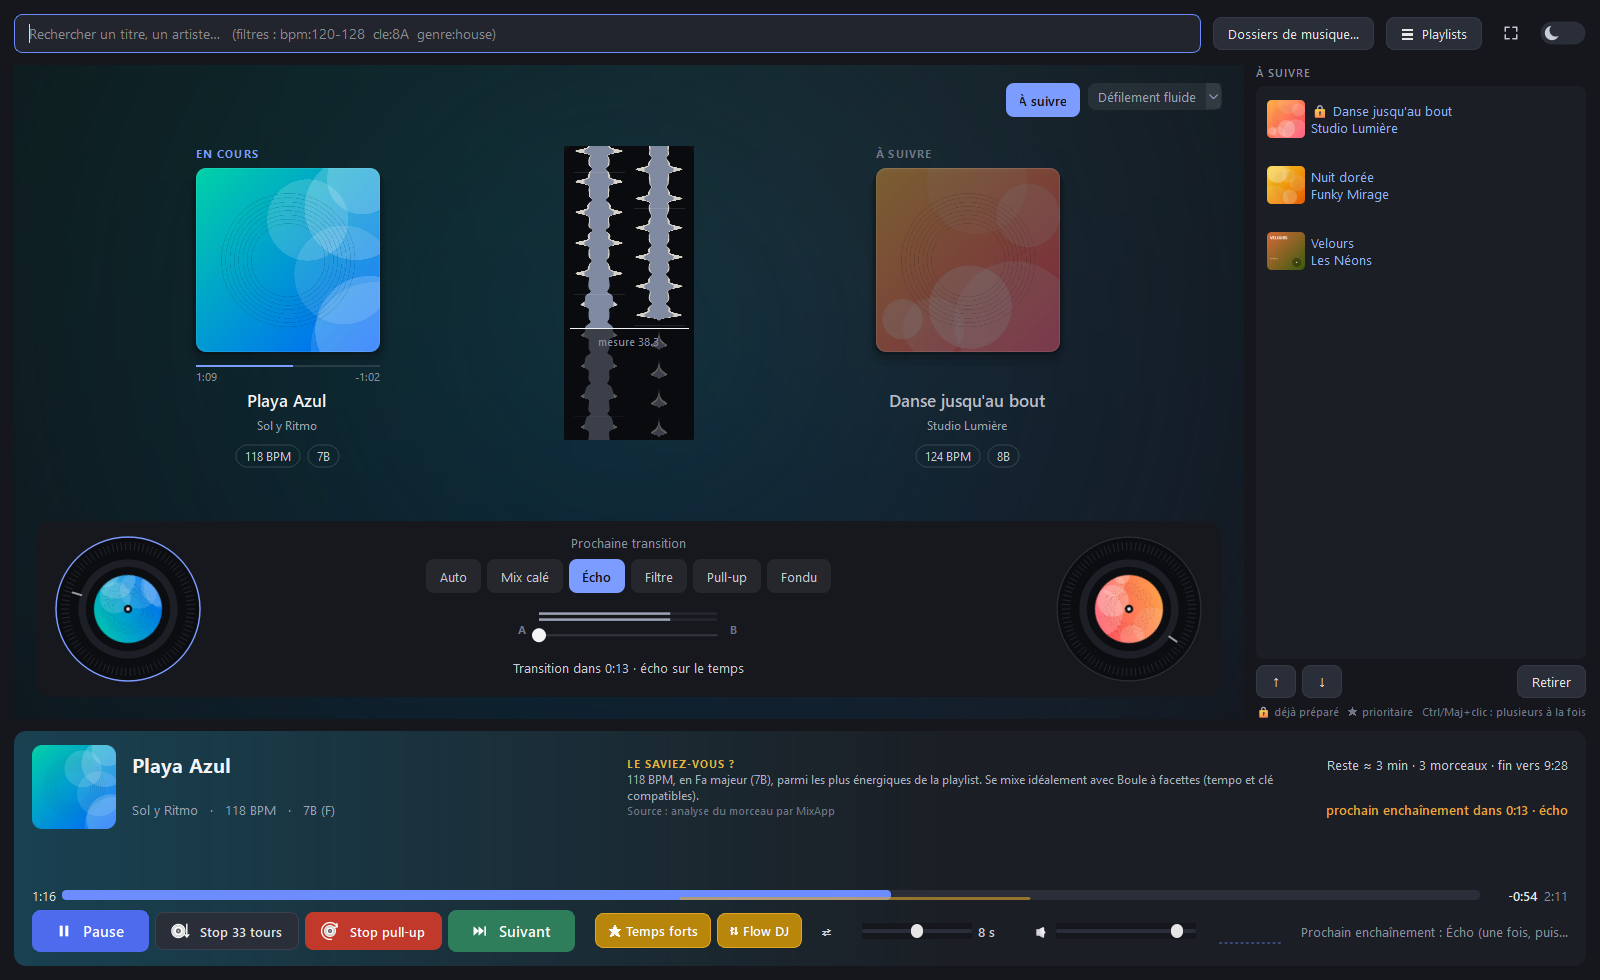 Rechercher un titre, un artiste... (filtres : bpm:120-128 cle:8A genre:house)
Dossiers de musique...
Playlists
À suivre
Défilement fluide
EN COURS
1:09
-1:02
Playa Azul
Sol y Ritmo
118 BPM
7B
mesure 38.3
À SUIVRE
Danse jusqu'au bout
Studio Lumière
124 BPM
8B
Prochaine transition
Auto
Mix calé
Écho
Filtre
Pull-up
Fondu
A
B
Transition dans 0:13 · écho sur le temps
À SUIVRE
Danse jusqu'au bout
Studio Lumière
Nuit dorée
Funky Mirage
VELOURS
Velours
Les Néons
↑
↓
Retirer
déjà préparé ★ prioritaire Ctrl/Maj+clic : plusieurs à la fois
Playa Azul
Sol y Ritmo · 118 BPM · 7B (F)
LE SAVIEZ-VOUS ?
118 BPM, en Fa majeur (7B), parmi les plus énergiques de la playlist. Se mixe idéalement avec Boule à facettes (tempo et clé
compatibles).
Source : analyse du morceau par MixApp
Reste ≈ 3 min · 3 morceaux · fin vers 9:28
prochain enchaînement dans 0:13 · écho
1:16
-0:54 2:11
Pause
Stop 33 tours
Stop pull-up
Suivant
★ Temps forts
Flow DJ
8 s
Prochain enchaînement : Écho (une fois, puis...